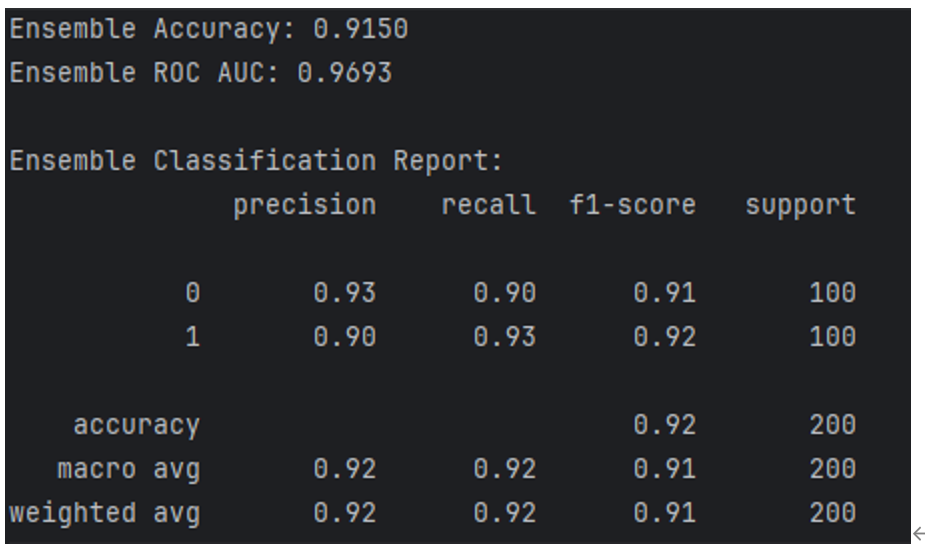 Ensemble Accuracy: 0.9150
Ensemble ROC AUC: 0.9693
Ensemble Classification Report:
precision recall f1-score support
0 0.93 0.90 0.91 100
1 0.90 0.93 0.92 100
accuracy 0.92 200
macro avg 0.92 0.92 0.91 200
weighted avg 0.92 0.92 0.91 200